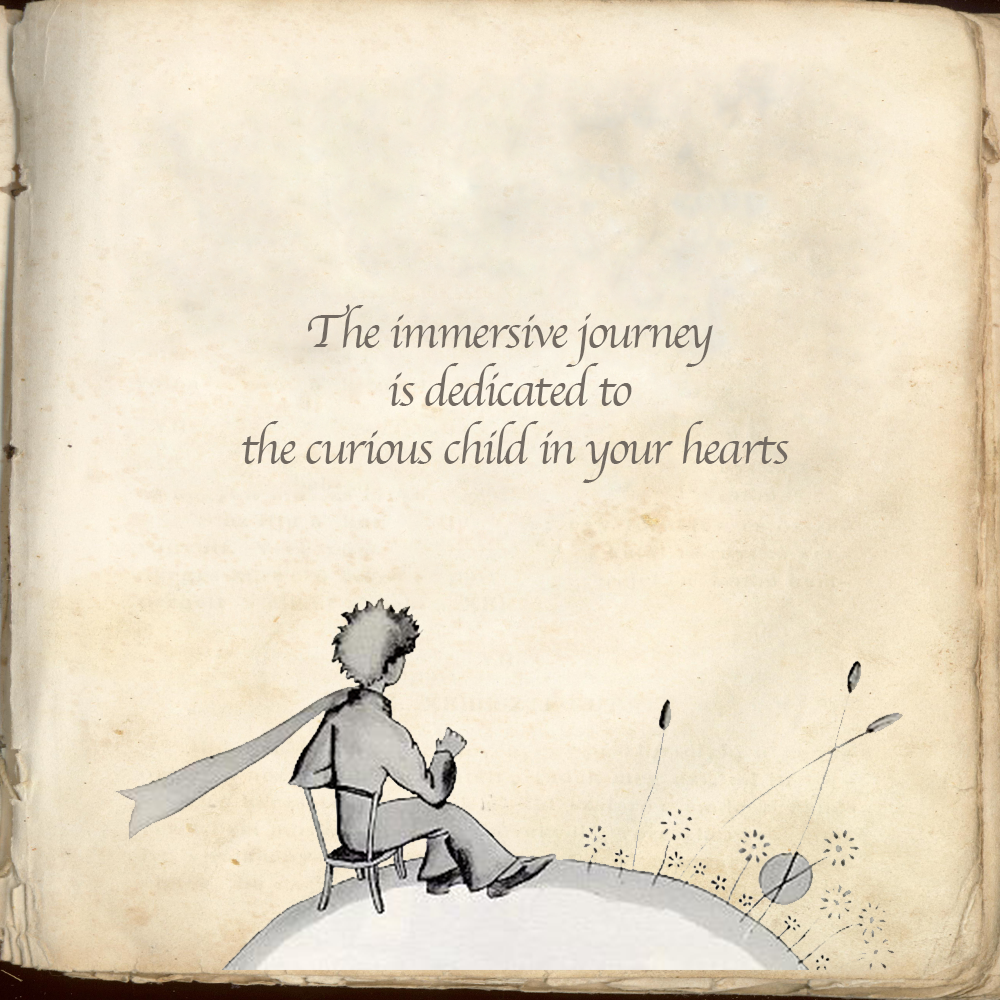 The immersive journey
is dedicated to
the curious child in your hearts